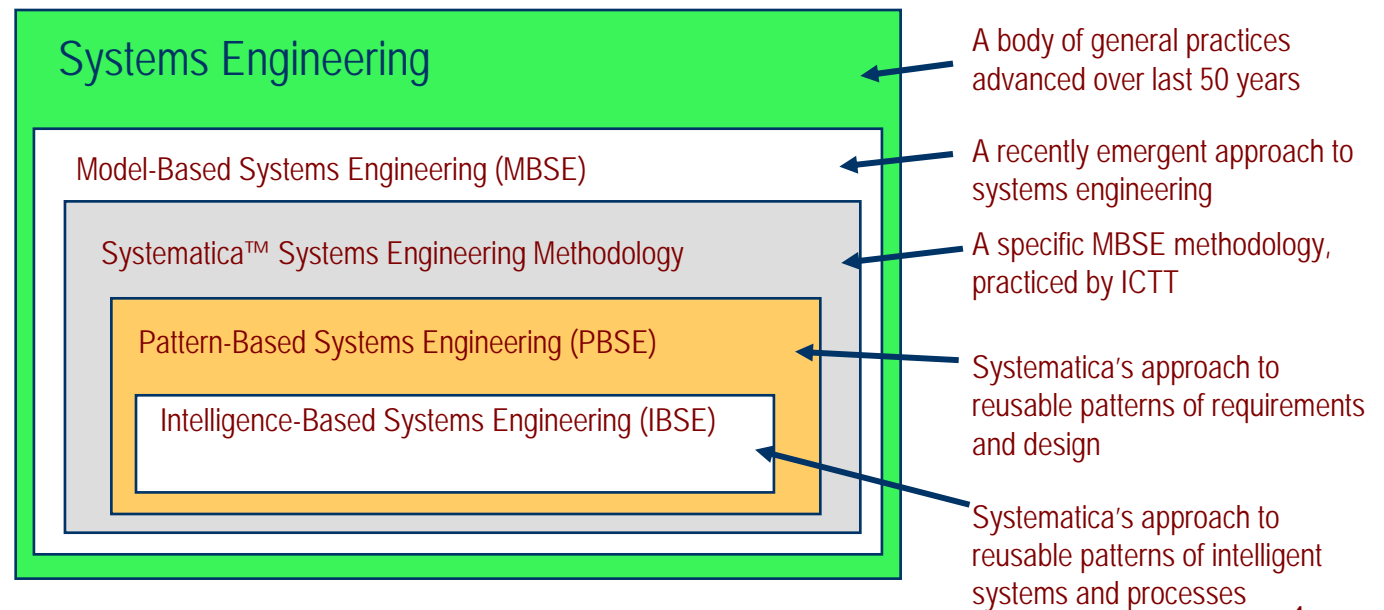 Systems Engineering
A body of general practices
advanced over last 50 years
Model-Based Systems Engineering (MBSE)
A recently emergent approach to
systems engineering
Systematica™ Systems Engineering Methodology
A specific MBSE methodology,
practiced by ICTT
Pattern-Based Systems Engineering (PBSE)
Systematica's approach to
reusable patterns of requirements
and design
Intelligence-Based Systems Engineering (IBSE)
Systematica's approach to
reusable patterns of intelligent
systems and processes